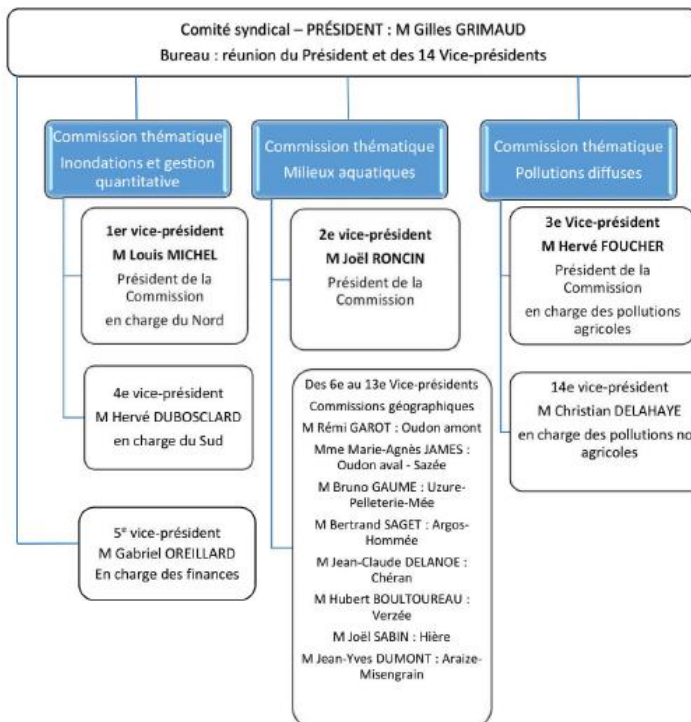 Comité syndical – PRÉSIDENT : M Gilles GRIMAUD
Bureau : réunion du Président et des 14 Vice-présidents
Commission thématique
Inondations et gestion
quantitative
Commission thématique
Milieux aquatiques
Commission thématique
Pollutions diffuses
1er vice-président
M Louis MICHEL
Président de la
Commission
en charge du Nord
2e vice-président
M Joël RONCIN
Président de la
Commission
3e Vice-président
M Hervé FOUCHER
Président de la
Commission
en charge des pollutions
agricoles
4e vice-président
M Hervé DUBOSCLARD
en charge du Sud
Des 6e au 13e Vice-présidents
Commissions géographiques
M Rémi GAROT : Oudon amont
Mme Marie-Agnès JAMES :
Oudon aval - Sazée
M Bruno GAUME : Uzure-
Pelleterie-Mée
M Bertrand SAGET : Argos-
Hommée
M Jean-Claude DELANOE :
Chéran
M Hubert BOULTOUREAU :
Verzée
M Joël SABIN : Hière
M Jean-Yves DUMONT : Araize-
Misengrain
14e vice-président
M Christian DELAHAYE
en charge des pollutions no
agricoles
5e vice-président
M Gabriel OREILLARD
En charge des finances